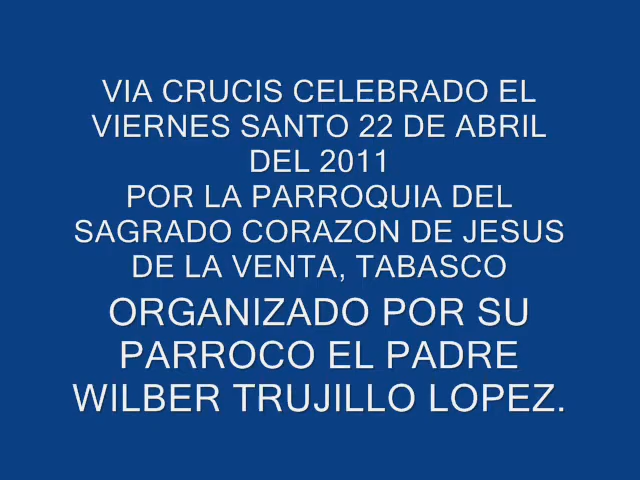 VIA CRUCIS CELEBRADO EL
VIERNES SANTO 22 DE ABRIL
DEL 2011
POR LA PARROQUIA DEL
SAGRADO CORAZON DE JESUS
DE LA VENTA, TABASCO
ORGANIZADO POR SU
PARROCO EL PADRE
WILBER TRUJILLO LOPEZ.